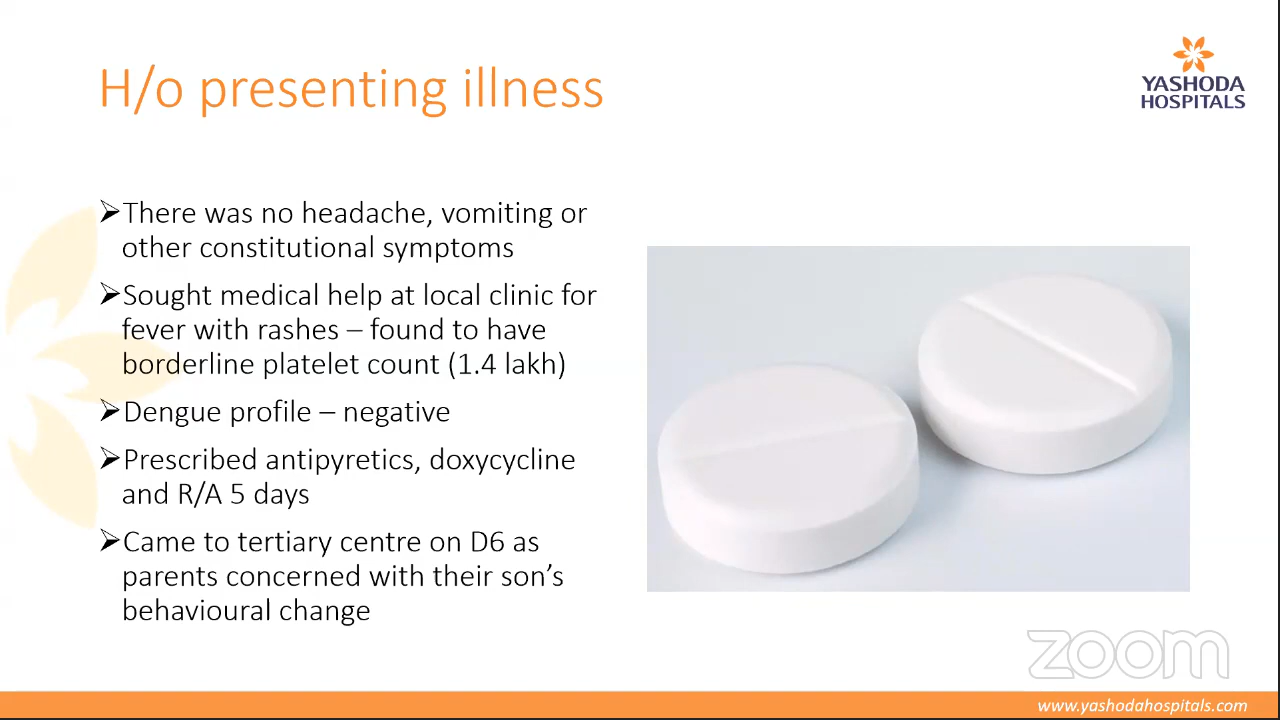 H/o presenting illness
YASHODA
HOSPITALS
➢There was no headache, vomiting or
other constitutional symptoms
➢Sought medical help at local clinic for
fever with rashes – found to have
borderline platelet count (1.4 lakh)
➢Dengue profile – negative
➢Prescribed antipyretics, doxycycline
and R/A 5 days
➢Came to tertiary centre on D6 as
parents concerned with their son’s
behavioural change
zoom
www.yashodahospitals.com